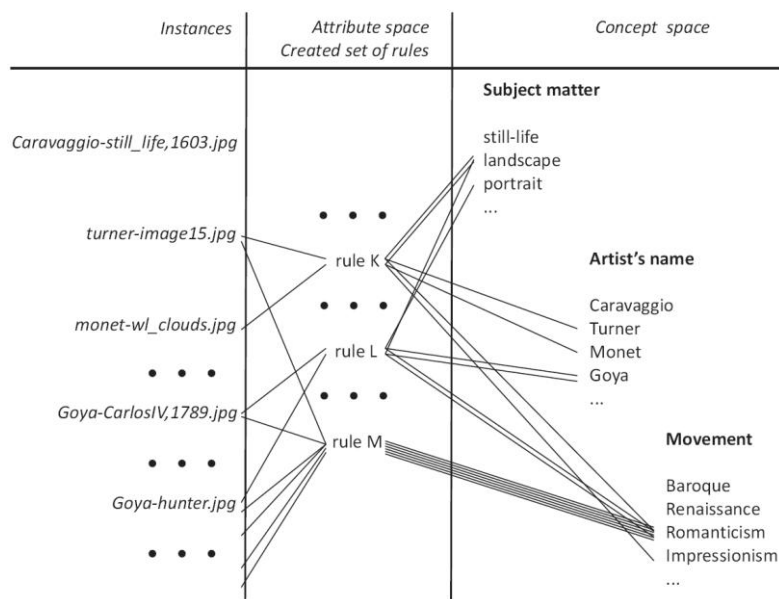 Instances
Attribute space
Created set of rules
Concept space
Subject matter
still-life
landscape
portrait
...
Caravaggio-still_life,1603.jpg
turner-image15.jpg
monet-wl_clouds.jpg
Goya-CarlosIV,1789.jpg
Goya-hunter.jpg
rule K
rule L
rule M
Artist's name
Caravaggio
Turner
Monet
Goya
...
Movement
Baroque
Renaissance
Romanticism
Impressionism
...